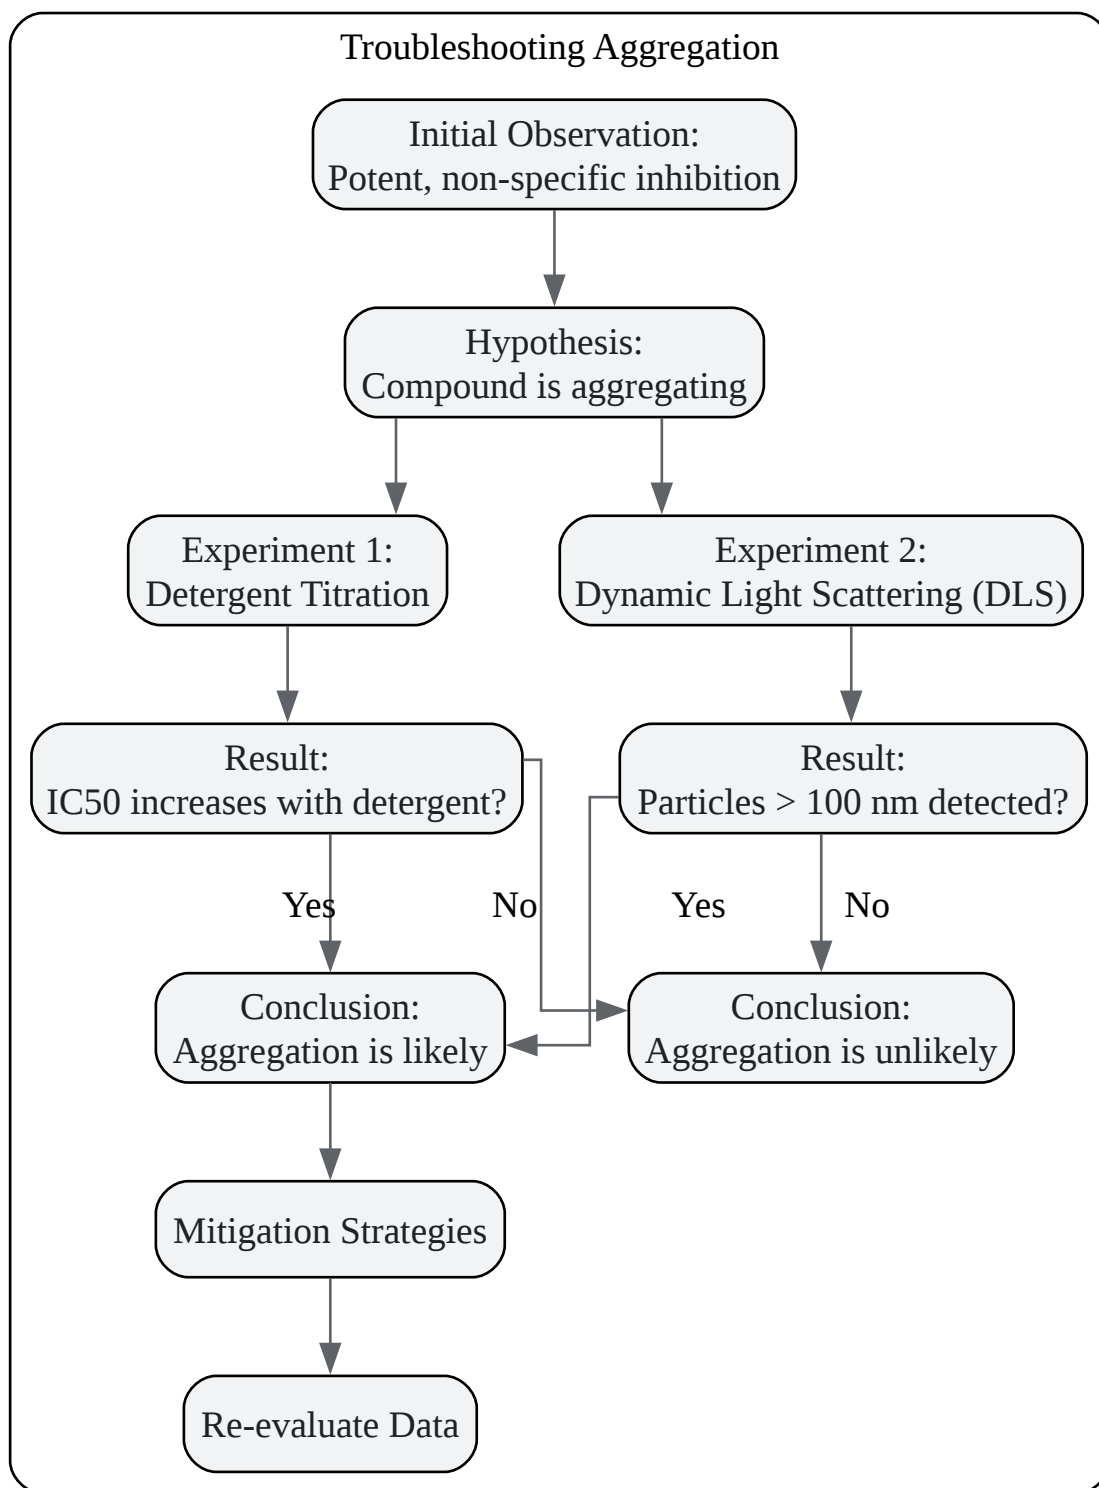 Troubleshooting Aggregation
Initial Observation:
Potent, non-specific inhibition
Hypothesis:
Compound is aggregating
Experiment 1:
Detergent Titration
Experiment 2:
Dynamic Light Scattering (DLS)
Result:
IC50 increases with detergent?
Result:
Particles > 100 nm detected?
Yes
No
Yes
No
Conclusion:
Aggregation is likely
Conclusion:
Aggregation is unlikely
Mitigation Strategies
Re-evaluate Data